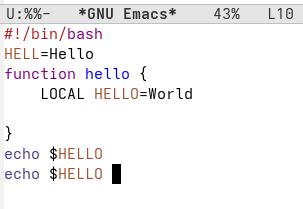 U:%%-  *GNU Emacs*   43%   L10
#!/bin/bash
HELL=Hello
function hello {
    LOCAL HELLO=World
}
echo $HELLO
echo $HELLO